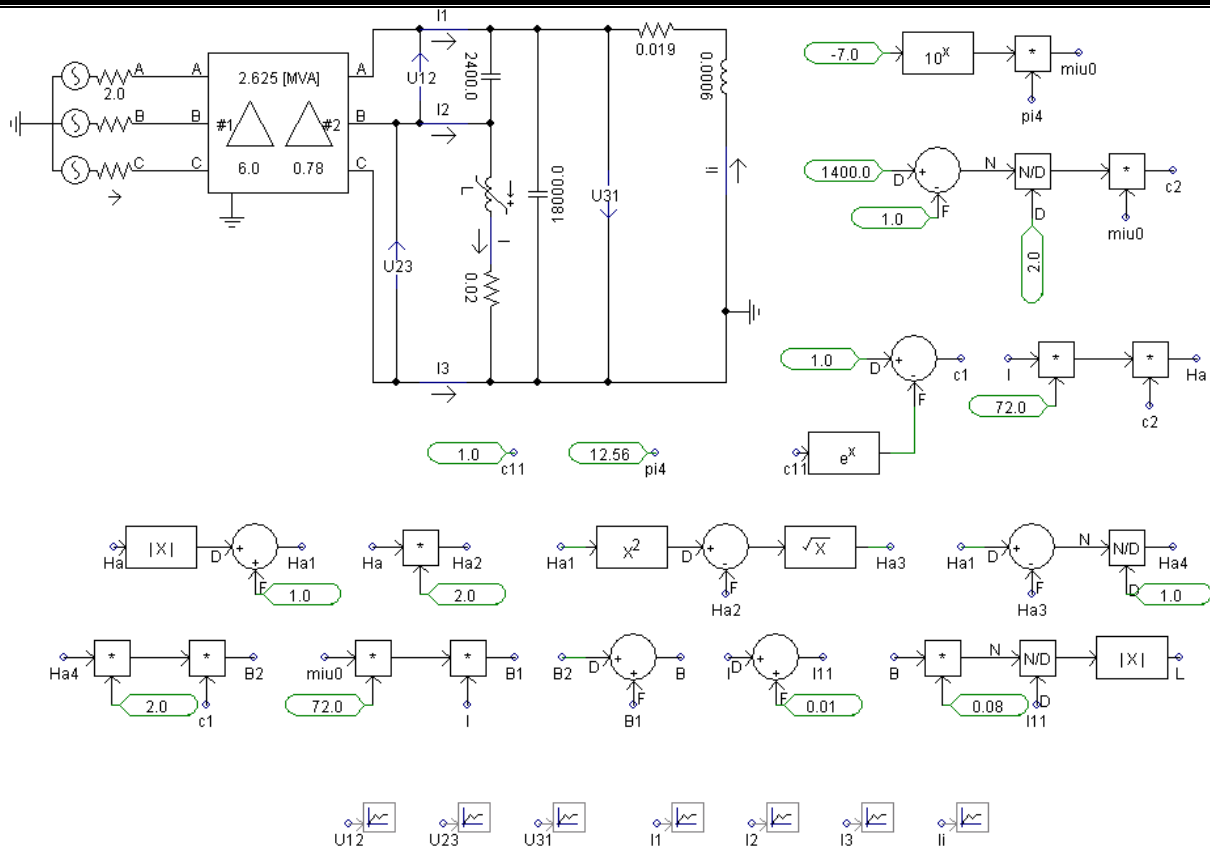 I1
A
A
2.0
2.625 [MVA]
A
U12
2400.0
0.019
0.0006
-7.0
10^x
*
miu0
pi4
B
B
#1
#2
B
I2
C
C
6.0
0.78
C
L
I
0.02
18000.0
U31
Ii
U23
I3
1400.0
D
+
-
F
1.0
N
N/D
D
2.0
*
miu0
c2
1.0
D
+
-
F
c1
c11
e^x
I
*
72.0
*
c2
Ha
1.0
c11
12.56
pi4
Ha
|X|
D
+
+
F
1.0
Ha1
Ha
*
2.0
Ha2
Ha1
X^2
D
+
-
F
Ha2
√X
Ha3
Ha1
D
+
-
F
Ha3
N
N/D
D
1.0
Ha4
Ha4
*
2.0
*
c1
B2
miu0
*
72.0
*
I
B1
B2
D
+
+
F
B1
B
I
D
+
+
F
0.01
I11
B
*
0.08
N
N/D
D
I11
|X|
L
U12
U23
U31
I1
I2
I3
Ii